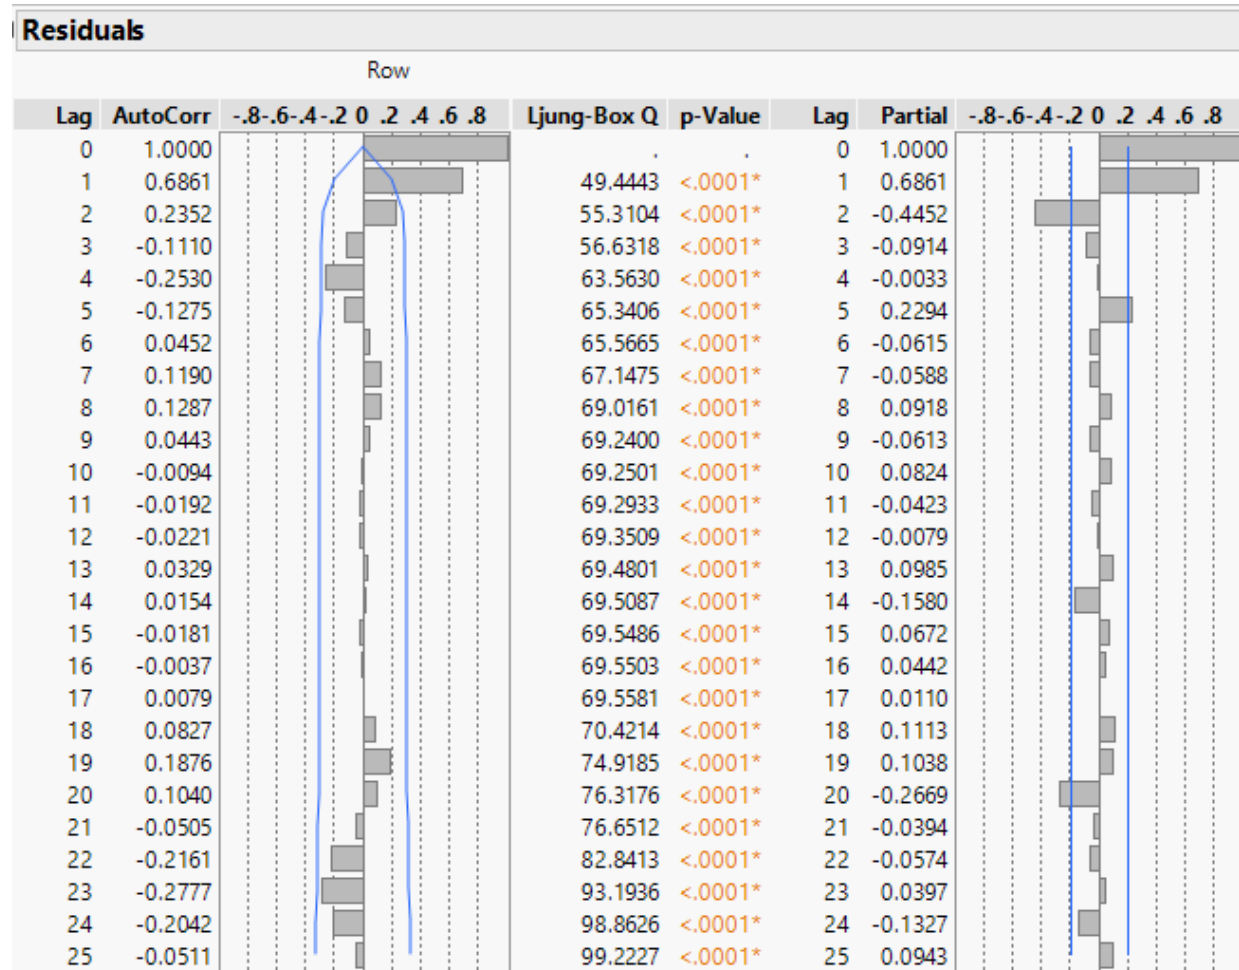 Residuals
Row
Lag AutoCorr -.8-.6-.4-.2 0 .2 .4 .6 .8 Ljung-Box Q p-Value Lag Partial -.8-.6-.4-.2 0 .2 .4 .6 .8
0 1.0000 . . 0 1.0000
1 0.6861 49.4443 <.0001* 1 0.6861
2 0.2352 55.3104 <.0001* 2 -0.4452
3 -0.1110 56.6318 <.0001* 3 -0.0914
4 -0.2530 63.5630 <.0001* 4 -0.0033
5 -0.1275 65.3406 <.0001* 5 0.2294
6 0.0452 65.5665 <.0001* 6 -0.0615
7 0.1190 67.1475 <.0001* 7 -0.0588
8 0.1287 69.0161 <.0001* 8 0.0918
9 0.0443 69.2400 <.0001* 9 -0.0613
10 -0.0094 69.2501 <.0001* 10 0.0824
11 -0.0192 69.2933 <.0001* 11 -0.0423
12 -0.0221 69.3509 <.0001* 12 -0.0079
13 0.0329 69.4801 <.0001* 13 0.0985
14 0.0154 69.5087 <.0001* 14 -0.1580
15 -0.0181 69.5486 <.0001* 15 0.0672
16 -0.0037 69.5503 <.0001* 16 0.0442
17 0.0079 69.5581 <.0001* 17 0.0110
18 0.0827 70.4214 <.0001* 18 0.1113
19 0.1876 74.9185 <.0001* 19 0.1038
20 0.1040 76.3176 <.0001* 20 -0.2669
21 -0.0505 76.6512 <.0001* 21 -0.0394
22 -0.2161 82.8413 <.0001* 22 -0.0574
23 -0.2777 93.1936 <.0001* 23 0.0397
24 -0.2042 98.8626 <.0001* 24 -0.1327
25 -0.0511 99.2227 <.0001* 25 0.0943